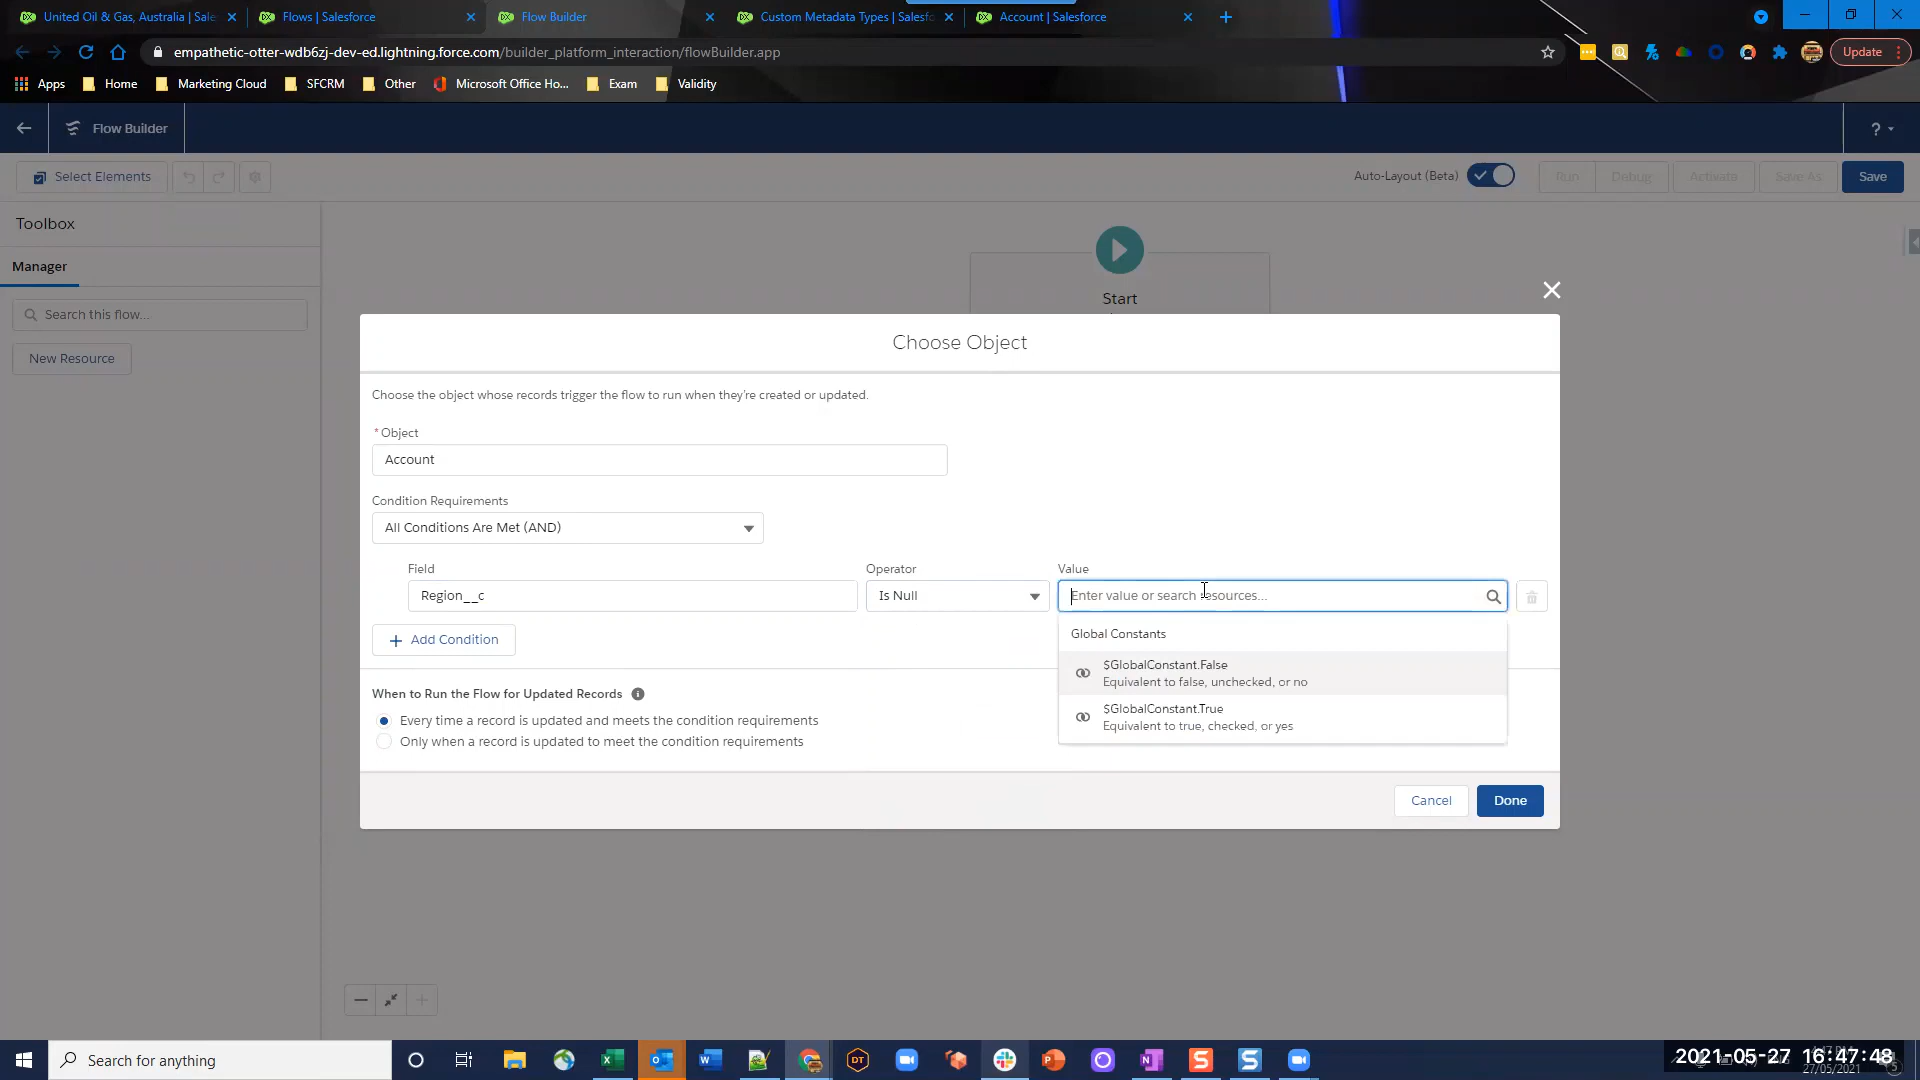 United Oil & Gas, Australia | Sale
Flows | Salesforce
Flow Builder
Custom Metadata Types | Salesfo
Account | Salesforce
empathetic-otter-wdb6zj-dev-ed.lightning.force.com/builder_platform_interaction/flowBuilder.app
Update
Apps
Home
Marketing Cloud
SFCRM
Other
Microsoft Office Ho...
Exam
Validity
Flow Builder
?
Select Elements
Auto-Layout (Beta)
Run
Debug
Activate
Save As
Save
Toolbox
Manager
Search this flow...
New Resource
Start
Choose Object
Choose the object whose records trigger the flow to run when they're created or updated.
*Object
Account
Condition Requirements
All Conditions Are Met (AND)
Field
Operator
Value
Region__c
Is Null
Enter value or search resources...
Add Condition
Global Constants
$GlobalConstant.False
Equivalent to false, unchecked, or no
$GlobalConstant.True
Equivalent to true, checked, or yes
When to Run the Flow for Updated Records
Every time a record is updated and meets the condition requirements
Only when a record is updated to meet the condition requirements
Cancel
Done
Search for anything
DT
2021-05-27 16:47:48
27/05/2021